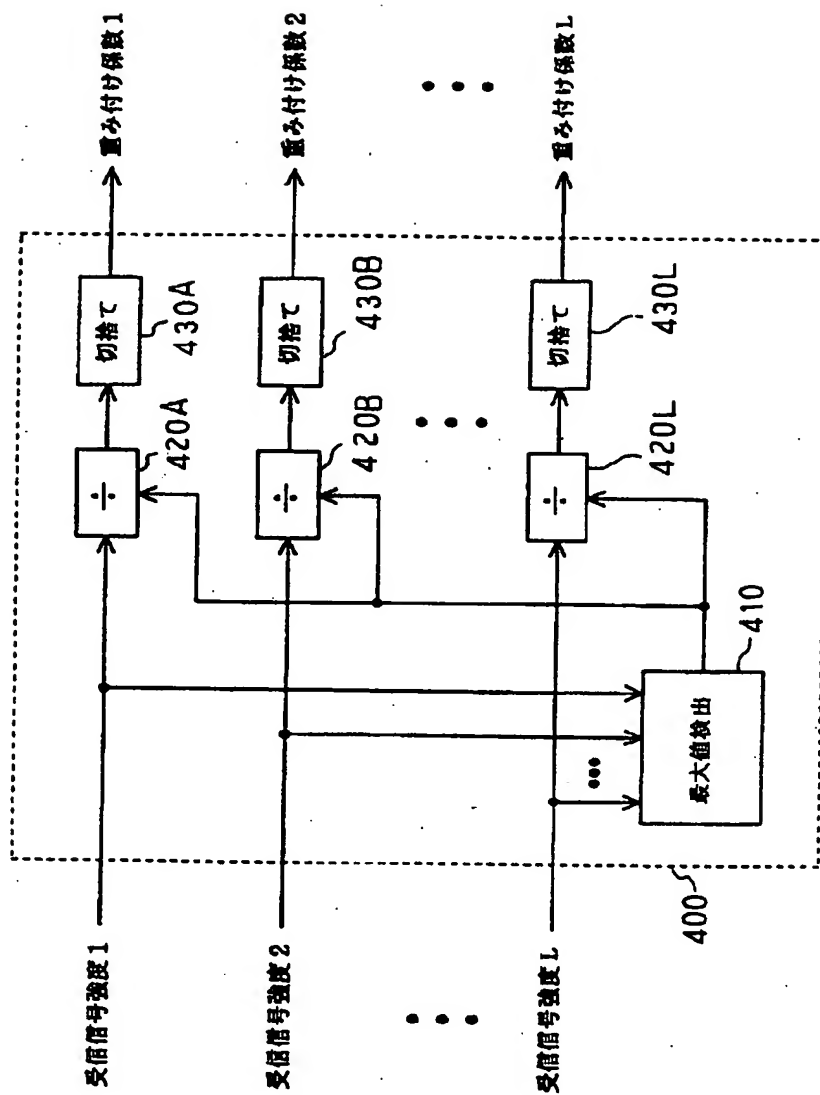 受信信号強度1
÷
420A
切捨て
430A
重み付け係数1
受信信号強度2
÷
420B
切捨て
430B
重み付け係数2
受信信号強度L
÷
420L
切捨て
430L
重み付け係数L
最大値検出
410
400